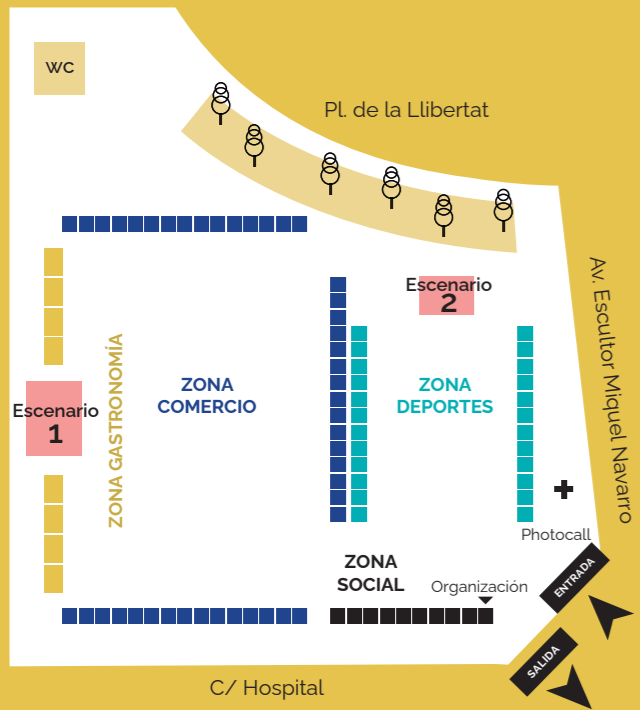 WC
Pl. de la Llibertat
Av. Escultor Miquel Navarro
Escenario
2
ZONA GASTRONOMÍA
ZONA
COMERCIO
ZONA
DEPORTES
Escenario
1
Photocall
ZONA
SOCIAL
Organización
ENTRADA
SALIDA
C/ Hospital